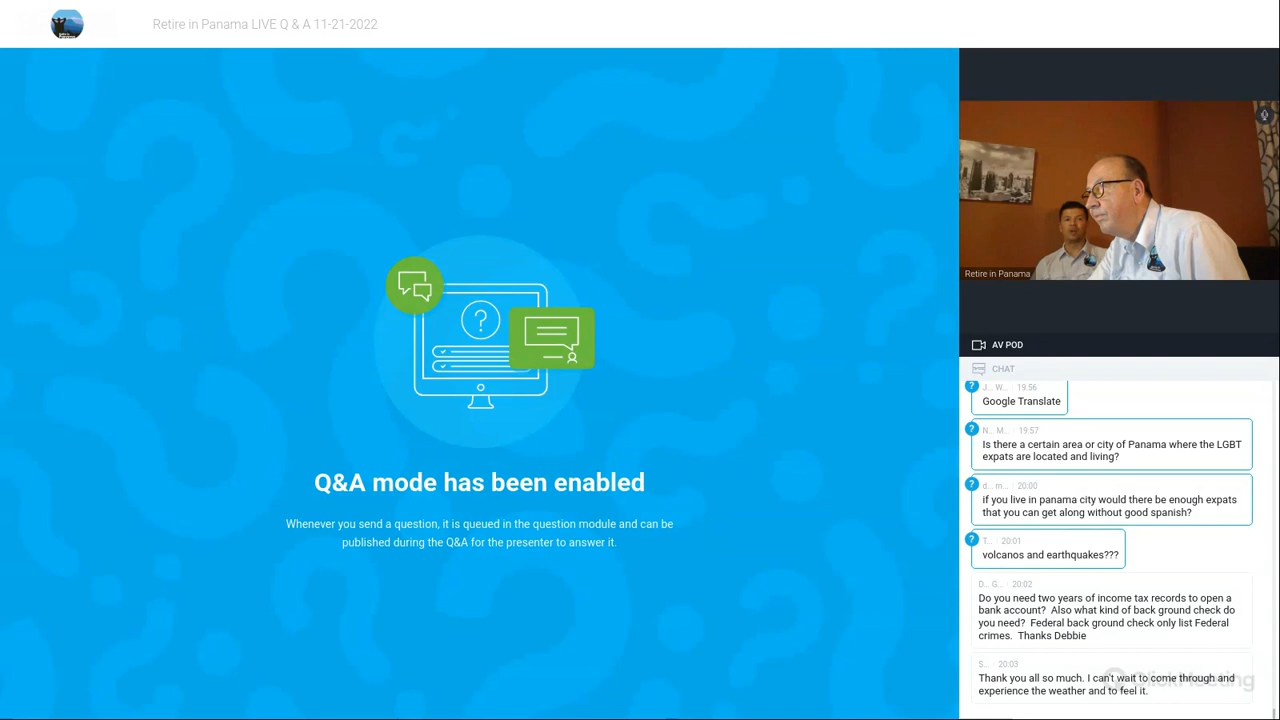 Retire in Panama LIVE Q & A 11-21-2022
Retire in Panama
AV POD
CHAT
J... W... 19:56
Google Translate
N... M... 19:57
Is there a certain area or city of Panama where the LGBT
expats are located and living?
d... m... 20:00
if you live in panama city would there be enough expats
that you can get along without good spanish?
T... 20:01
volcanos and earthquakes???
D... G... 20:02
Do you need two years of income tax records to open a
bank account? Also what kind of back ground check do
you need? Federal back ground check only list Federal
crimes. Thanks Debbie
S... 20:03
Thank you all so much. I can't wait to come through and
experience the weather and to feel it.
ClickMeeting
Q&A mode has been enabled
Whenever you send a question, it is queued in the question module and can be
published during the Q&A for the presenter to answer it.